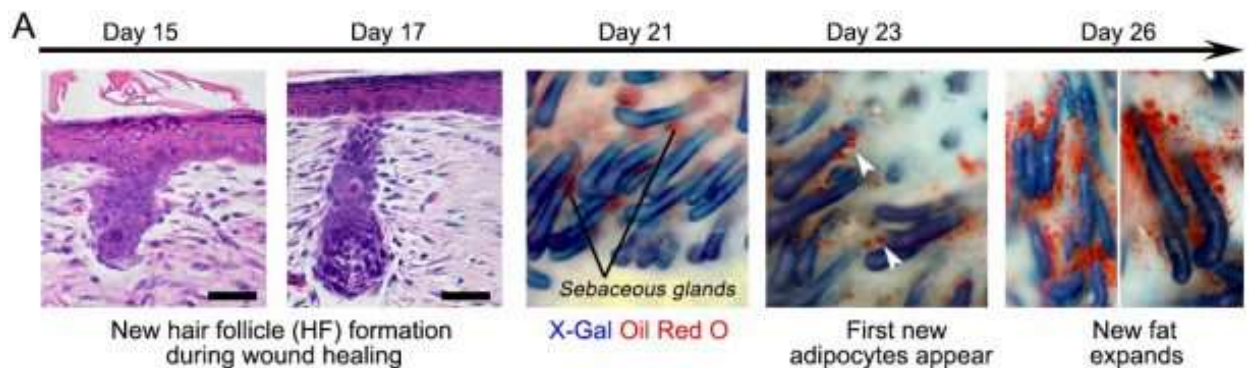 A
Day 15 Day 17 Day 21 Day 23 Day 26
Sebaceous glands
New hair follicle (HF) formation
during wound healing
X-Gal Oil Red O
First new
adipocytes appear
New fat
expands